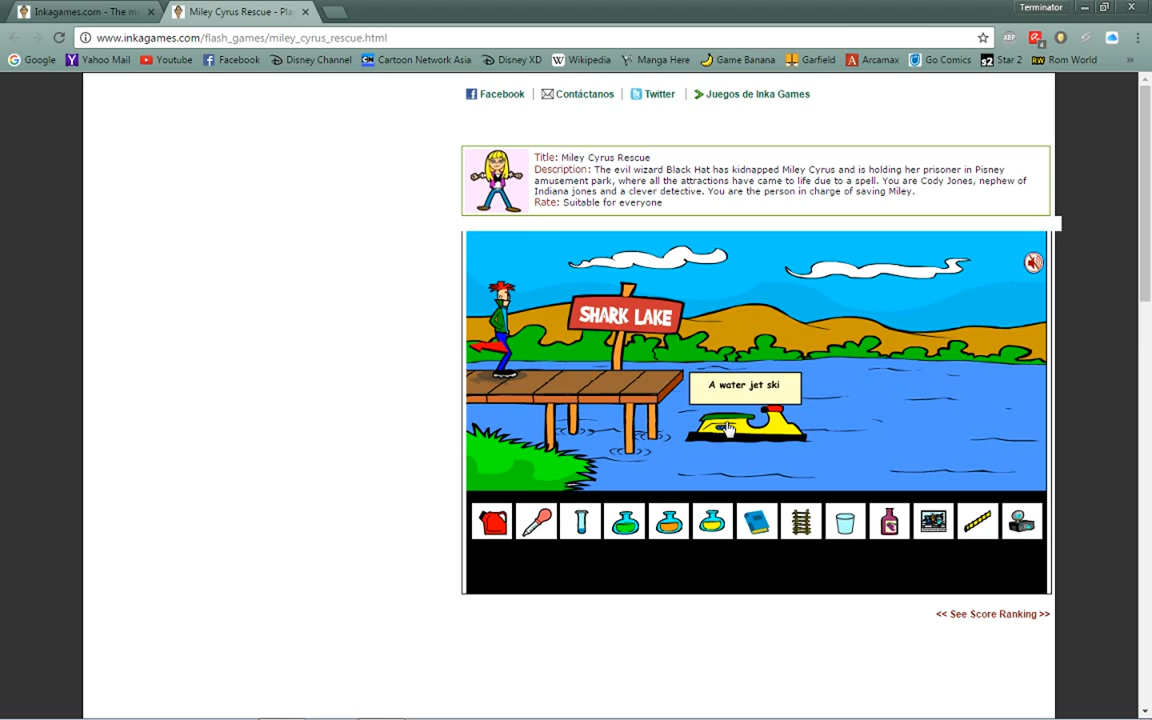 Inkagames.com - The m
Miley Cyrus Rescue - Pla
Terminator
www.inkagames.com/flash_games/miley_cyrus_rescue.html
Google Yahoo Mail Youtube Facebook Disney Channel Cartoon Network Asia Disney XD Wikipedia Manga Here Game Banana Garfield Arcamax Go Comics Star 2 Rom World
Facebook | Contáctanos | Twitter | Juegos de Inka Games
Title: Miley Cyrus Rescue
Description: The evil wizard Black Hat has kidnapped Miley Cyrus and is holding her prisoner in Pisney
amusement park, where all the attractions have came to life due to a spell. You are Cody Jones, nephew of
Indiana jones and a clever detective. You are the person in charge of saving Miley.
Rate: Suitable for everyone
SHARK LAKE
A water jet ski
<< See Score Ranking >>